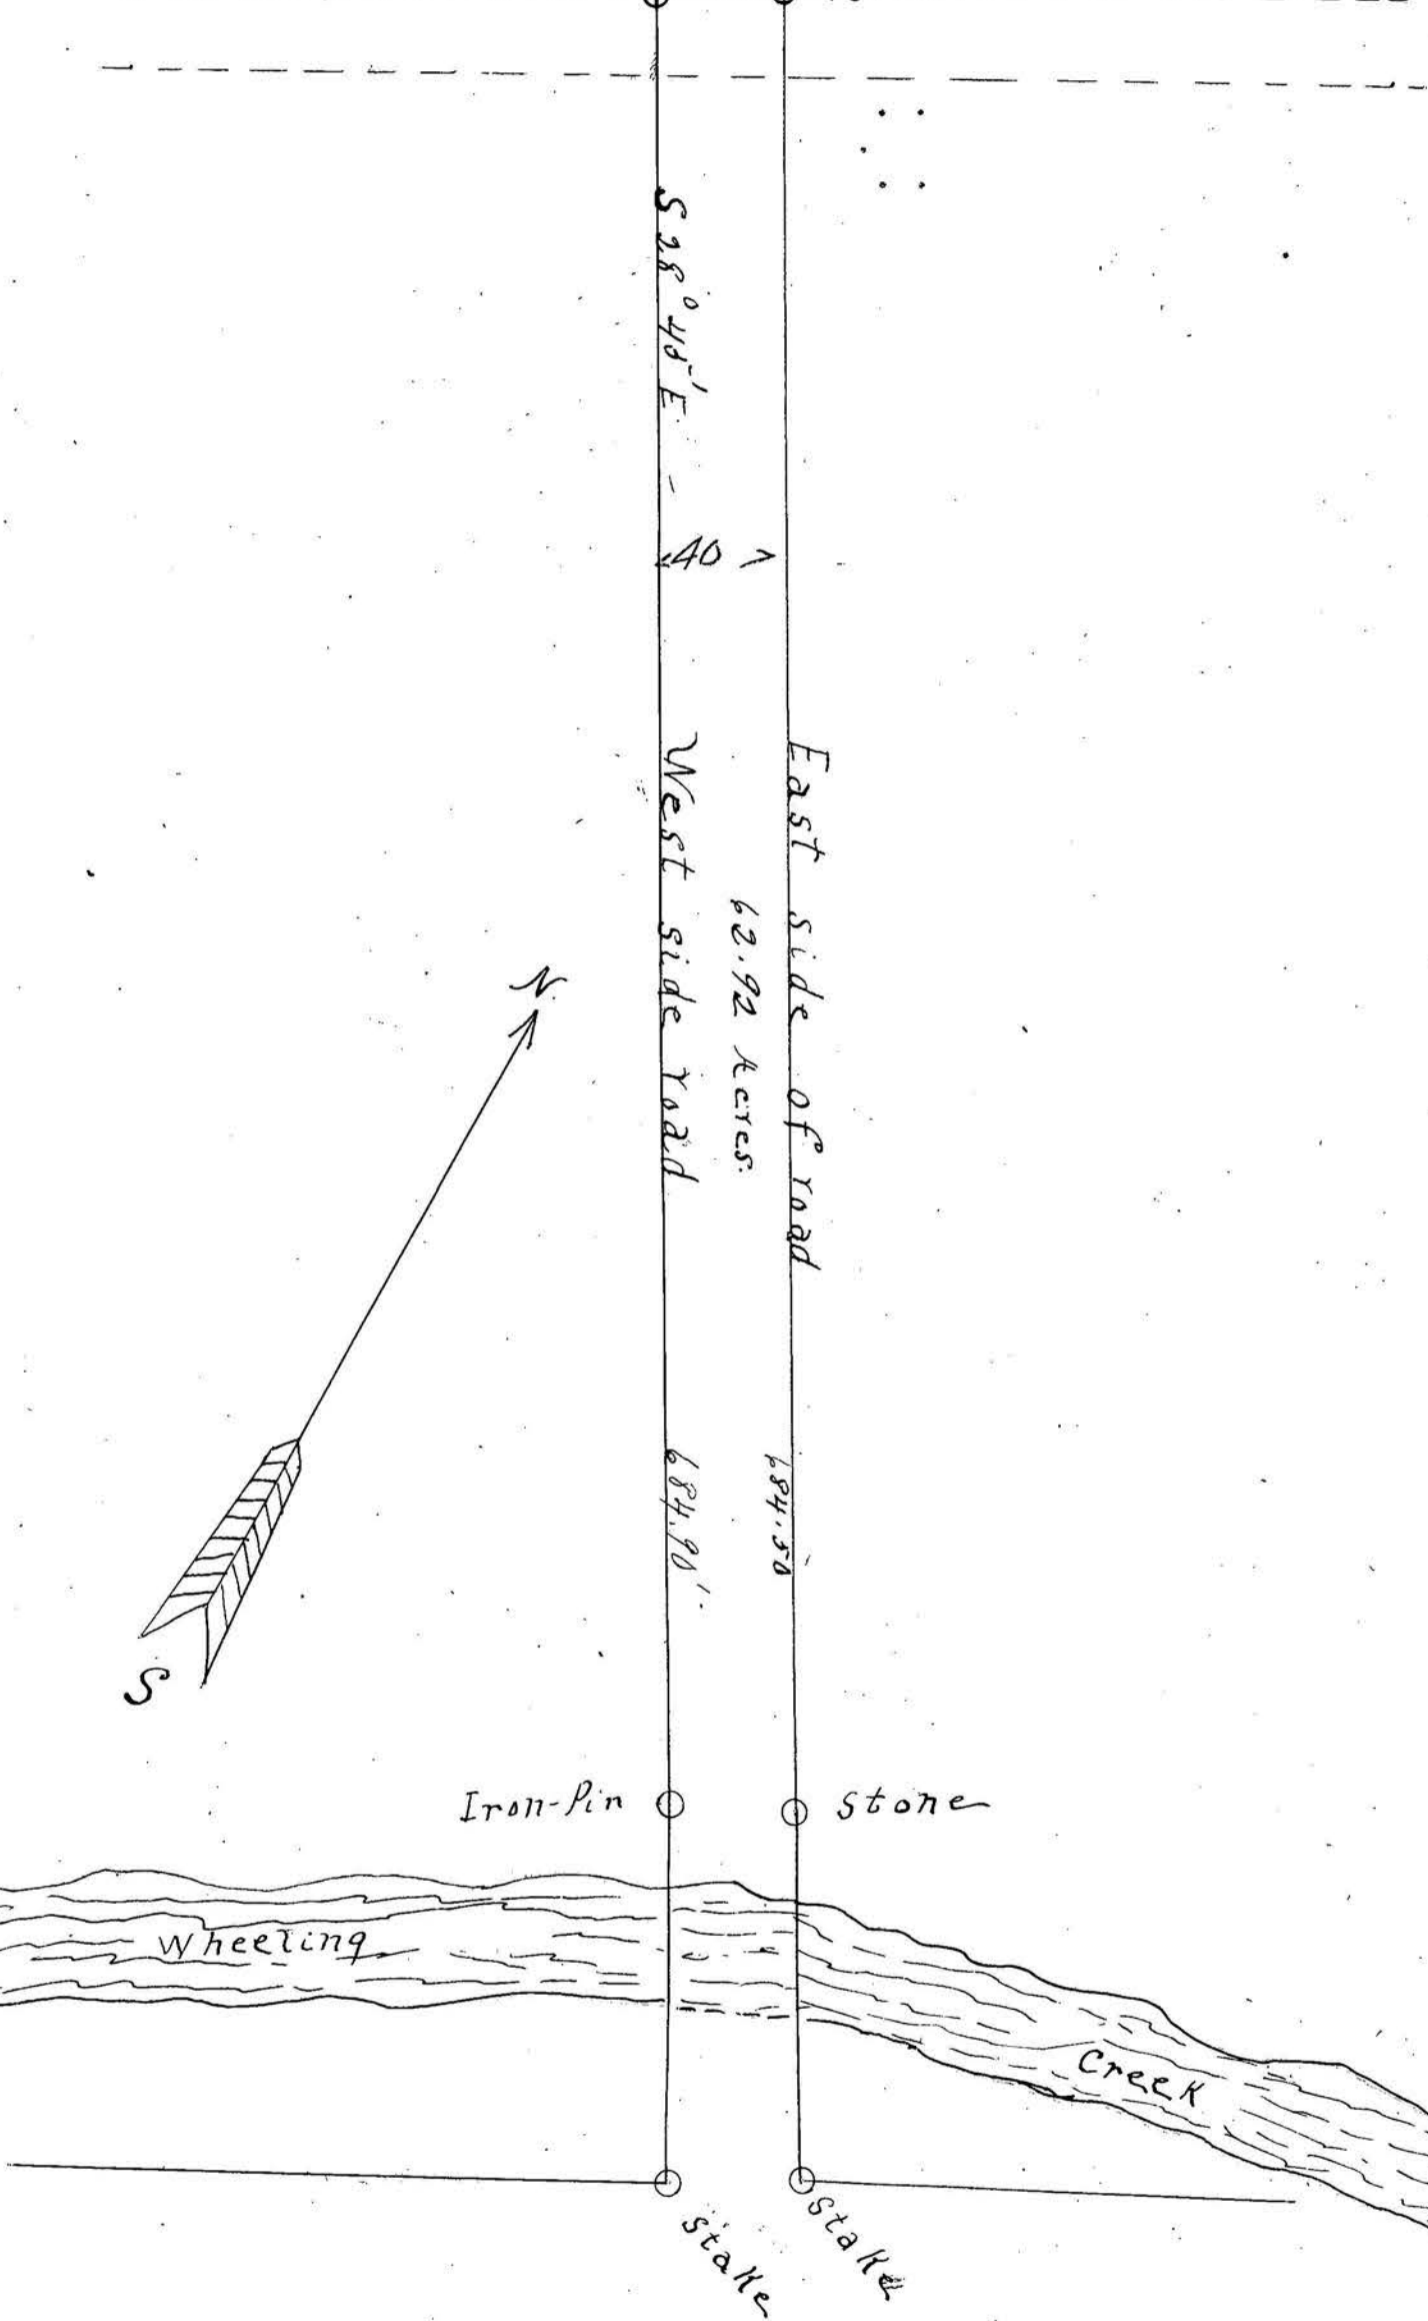 S 28° 48' E
40
West side road
East side of road
62.92 Acres.
N.
684.90'
684.50
S
Iron-Pin
stone
Wheeling
Creek
stake
stake